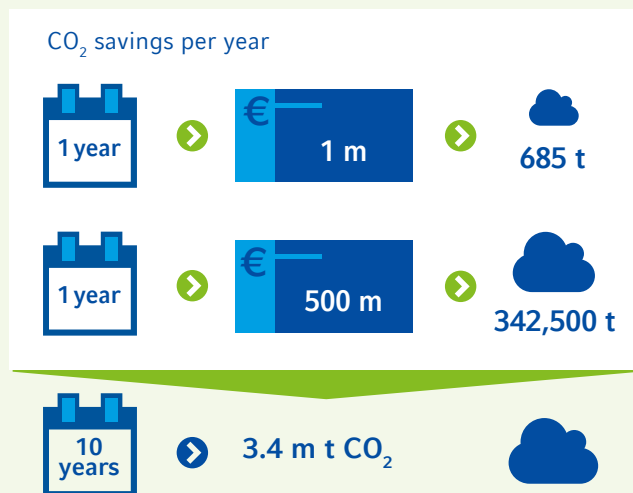 CO₂ savings per year
1 year
€
1 m
685 t
1 year
€
500 m
342,500 t
10
years
3.4 m t CO₂